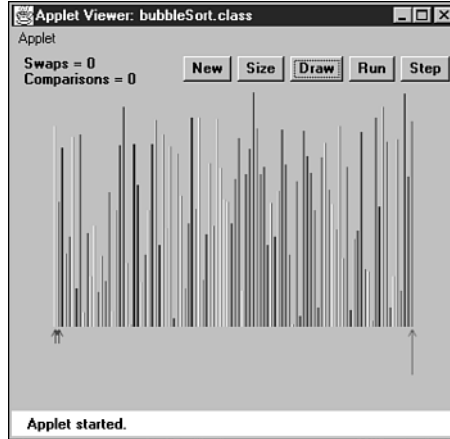 Applet Viewer: bubbleSort.class
Applet
Swaps = 0
Comparisons = 0
New Size Draw Run Step
Applet started.